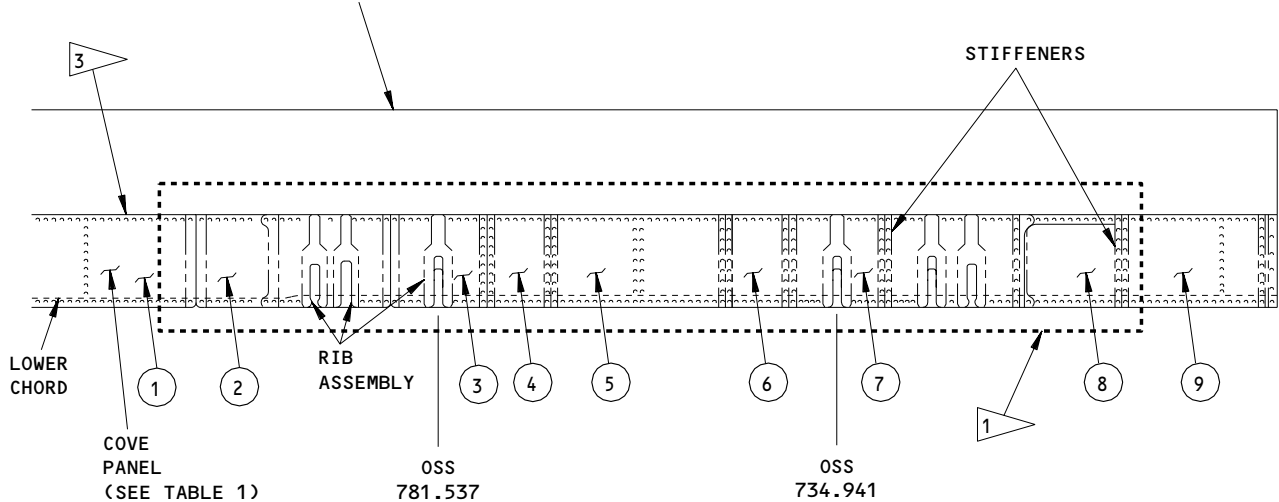 3
STIFFENERS
LOWER
CHORD
1
2
RIB
ASSEMBLY
3
4
5
6
7
8
9
1
COVE
PANEL
(SEE TABLE 1)
OSS
781.537
OSS
734.941